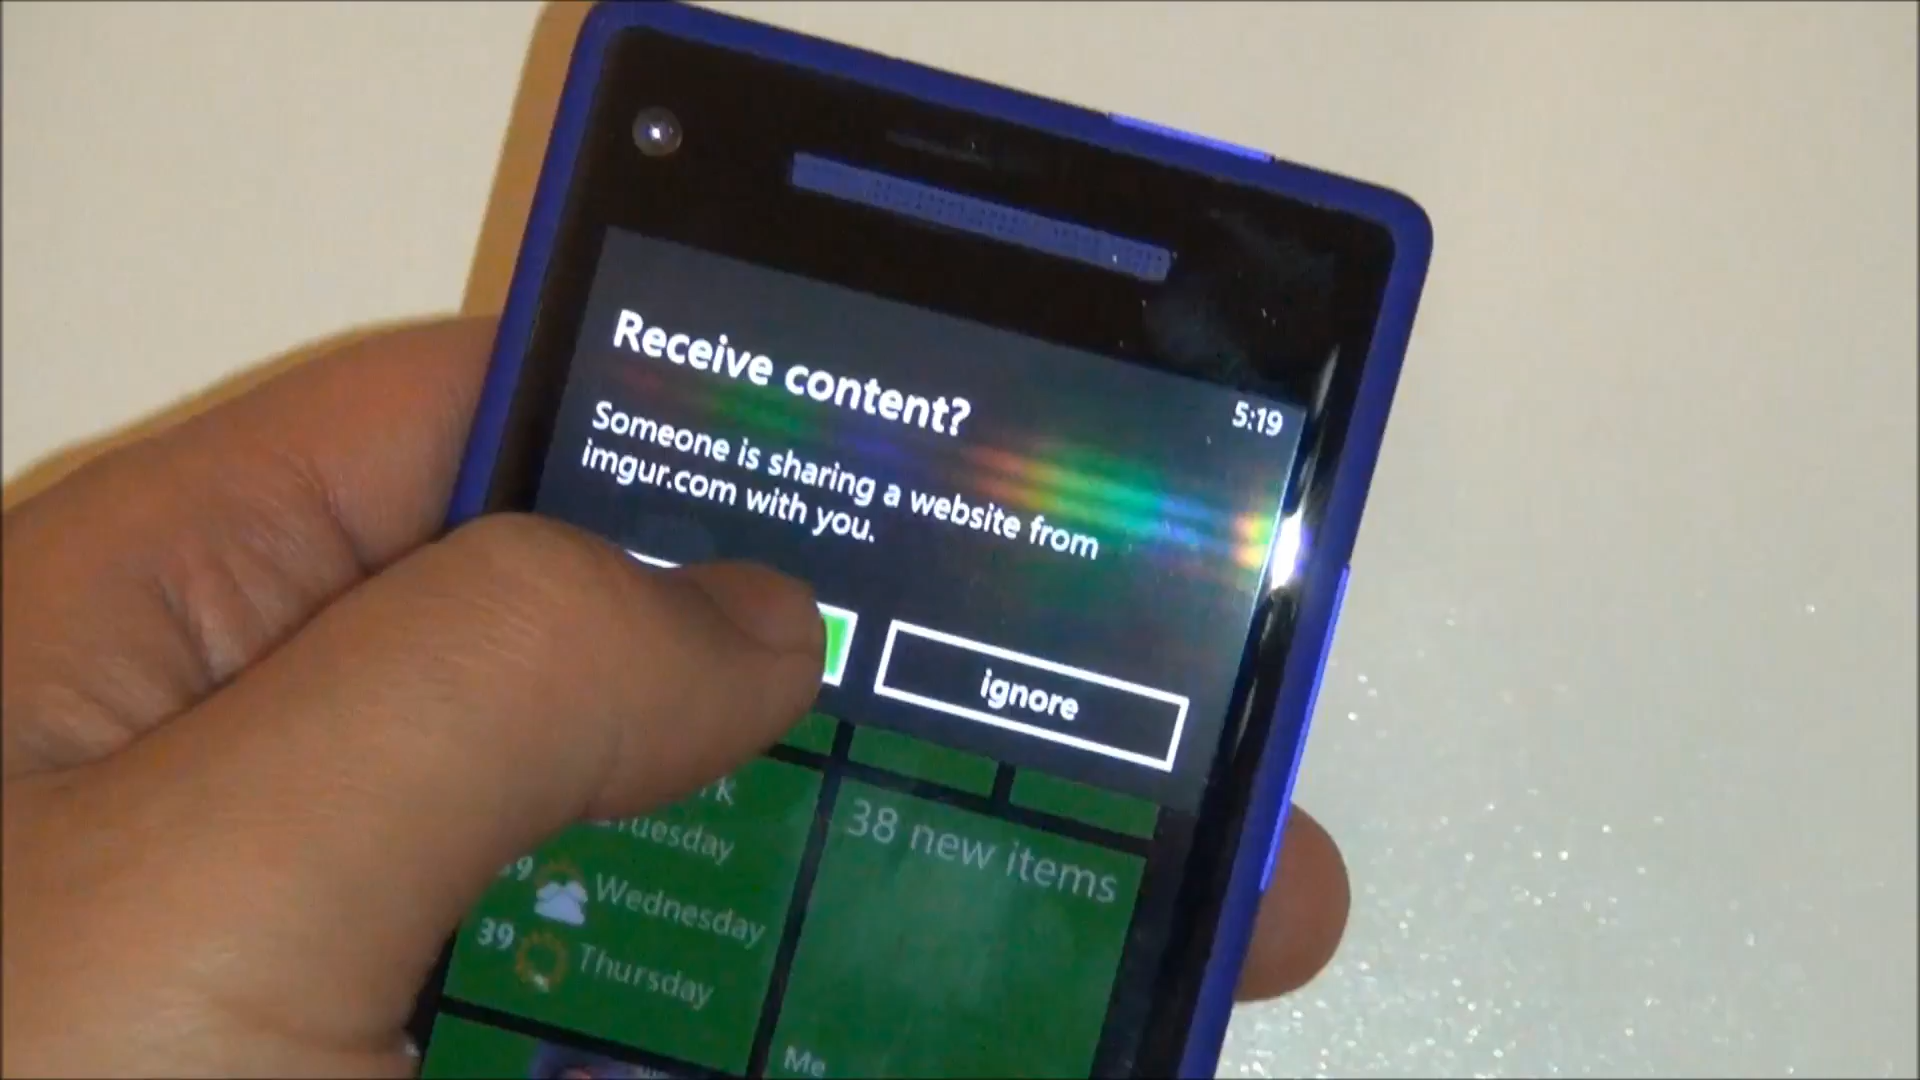 Receive content?
5:19
Someone is sharing a website from
imgur.com with you.
ignore
38 new items
Wednesday
39
Thursday
Me